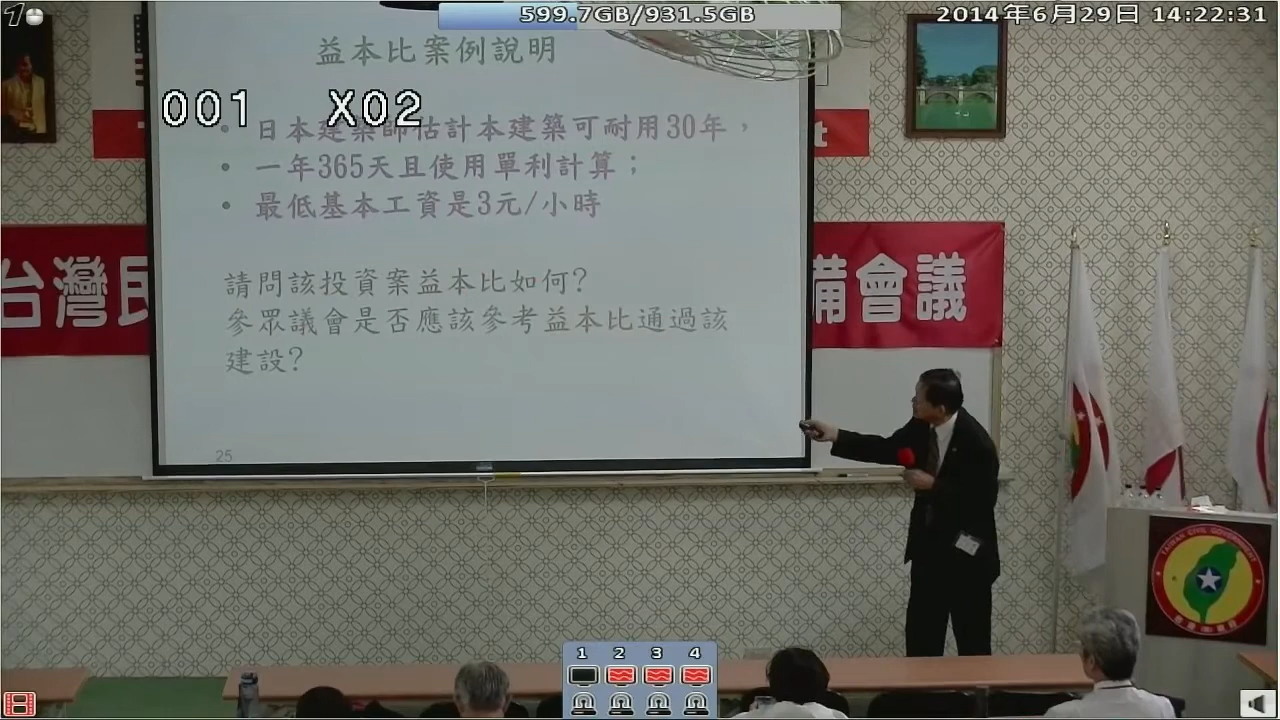 599.7GB/931.5GB
2014年6月29日 14:22:31
益本比案例說明
001 X02
• 日本建築師估計本建築可耐用30年，
• 一年365天且使用單利計算；
• 最低基本工資是3元/小時
t
台灣民
備會議
請問該投資案益本比如何?
參眾議會是否應該參考益本比通過該
建設?
25
TAIWAN CIVIL GOVERNMENT
1 2 3 4